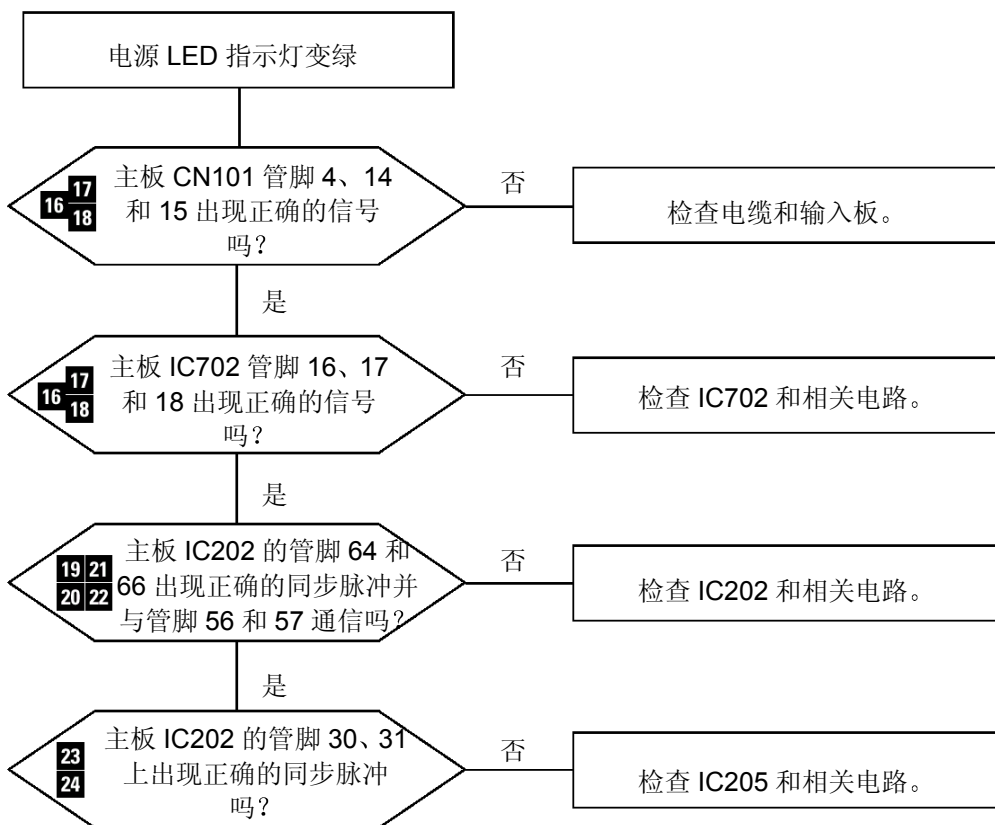 电源 LED 指示灯变绿
主板 CN101 管脚 4、14
和 15 出现正确的信号
吗？
16
17
18
否
检查电缆和输入板。
是
主板 IC702 管脚 16、17
和 18 出现正确的信号
吗？
16
17
18
否
检查 IC702 和相关电路。
是
主板 IC202 的管脚 64 和
66 出现正确的同步脉冲并
与管脚 56 和 57 通信吗？
19 21
20 22
否
检查 IC202 和相关电路。
是
主板 IC202 的管脚 30、31
上出现正确的同步脉冲
吗？
23
24
否
检查 IC205 和相关电路。